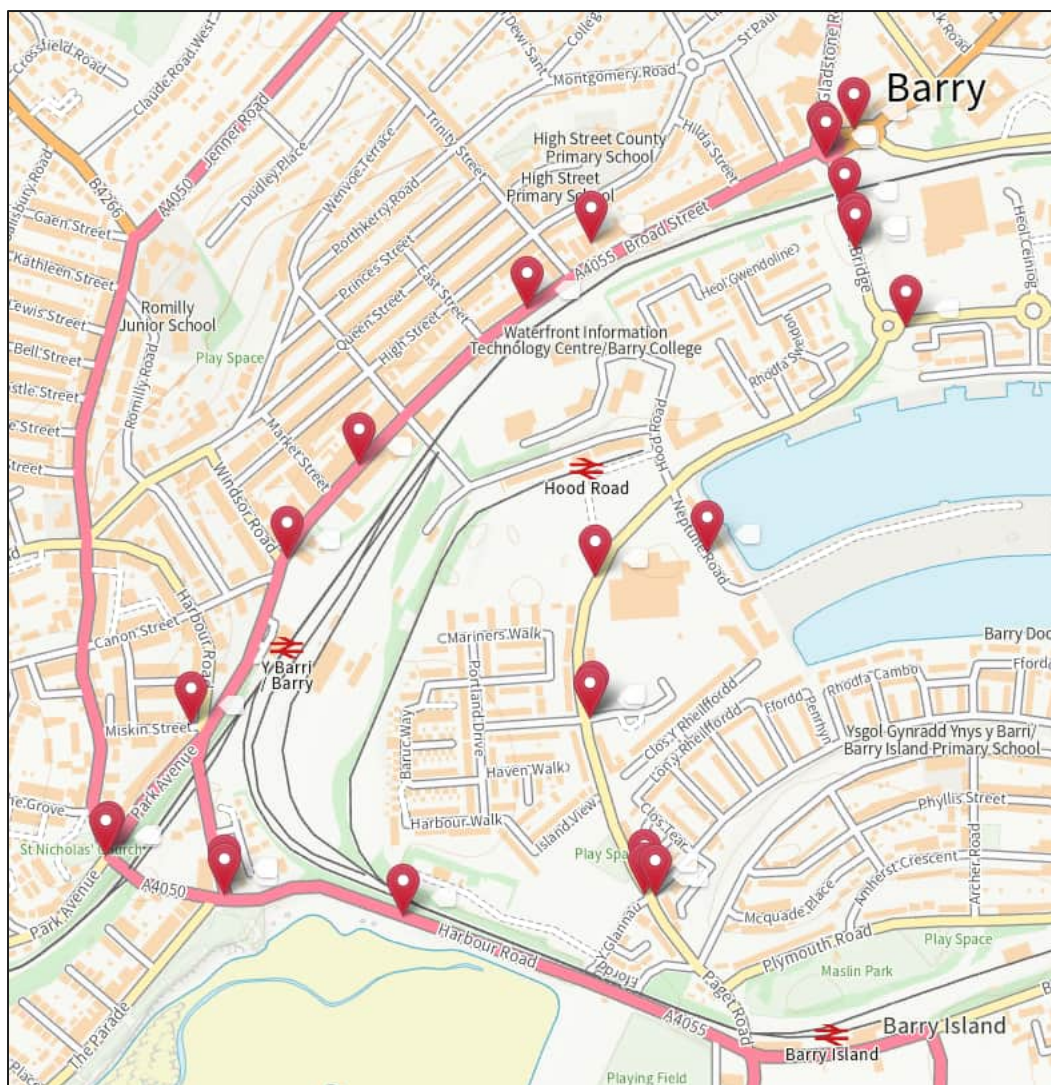 Crossfield Road
Claude Road West
Dewi Sant
College
St Paul
Gladstone R
Park Road
Barry
Montgomery Road
Jenner Road
Trinity Street
High Street County
Primary School
Hilda Street
Dudley Place
Wenvoe Terrace
High Street
Primary School
B4266
A4050
Gaen Street
Porthkerry Road
A4055 Broad Street
Heol Ceiniog
Kathleen Street
Princes Street
East Street
Heol Gwendoline
Bridge
Lewis Street
Romilly
Junior School
Queen Street
High Street
Waterfront Information
Technology Centre/Barry College
Bell Street
Play Space
Romilly Road
Market Street
Windsor Road
Hood Road
Hood Road
Neptune Road
Harbour Road
Canon Street
Y Barri
/ Barry
Mariners Walk
Barry Doc
Portland Drive
Baruc Way
Clos Y Rheilffordd
Lon y Rheilffordd
Ffordd Penrhyn
Rhodfa Cambo
Fforda
Miskin Street
Ysgol Gynradd Ynys y Barri/
Barry Island Primary School
Haven Walk
Park Avenue
Harbour Walk
Island View
Phyllis Street
St Nicholas' Church
Play Spa
Amherst Crescent
Archer Road
A4050
Park Avenue
Mcquade Place
Harbour Road
Plymouth Road
Play Space
Maslin Park
Paget Road
The Parade
A4055
Barry Island
Barry Island
Place
Playing Field